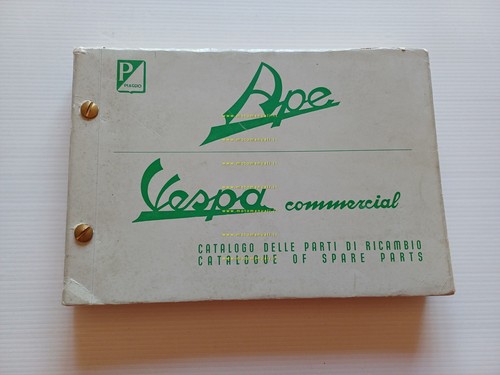 P
PIAGGIO
Ape
Vespa commercial
CATALOGO DELLE PARTI DI RICAMBIO
CATALOGUE OF SPARE PARTS